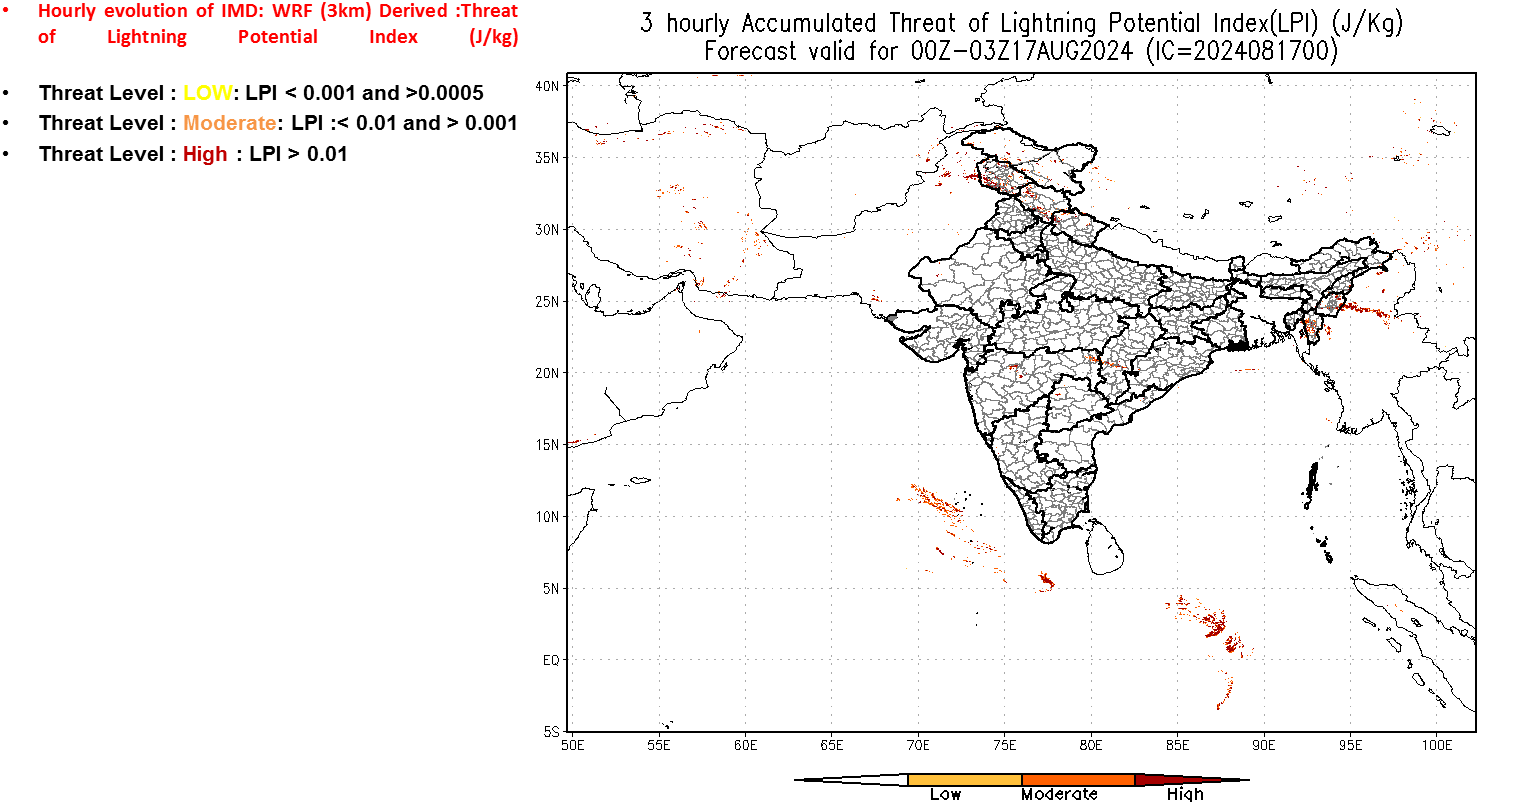 • Hourly evolution of IMD: WRF (3km) Derived :Threat
of Lightning Potential Index (J/kg)
• Threat Level : LOW: LPI < 0.001 and >0.0005
• Threat Level : Moderate: LPI :< 0.01 and > 0.001
• Threat Level : High : LPI > 0.01
3 hourly Accumulated Threat of Lightning Potential Index(LPI) (J/Kg)
Forecast valid for 00Z-03Z17AUG2024 (IC=2024081700)
40N
35N
30N
25N
20N
15N
10N
5N
EQ
5S
50E 55E 60E 65E 70E 75E 80E 85E 90E 95E 100E
Low Moderate High